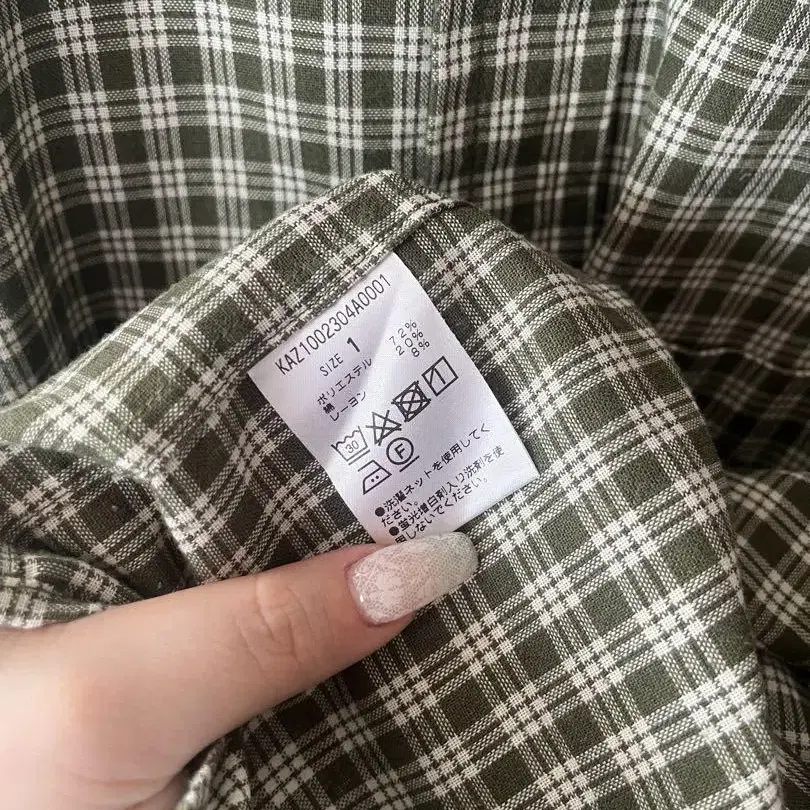 KAZ1002304A0001
SIZE 1
ポリエステル 72%
綿 20%
レーヨン 8%
30
F
●洗濯ネットを使用してく
ださい。
●蛍光増白剤入り洗剤を使
用しないでください。